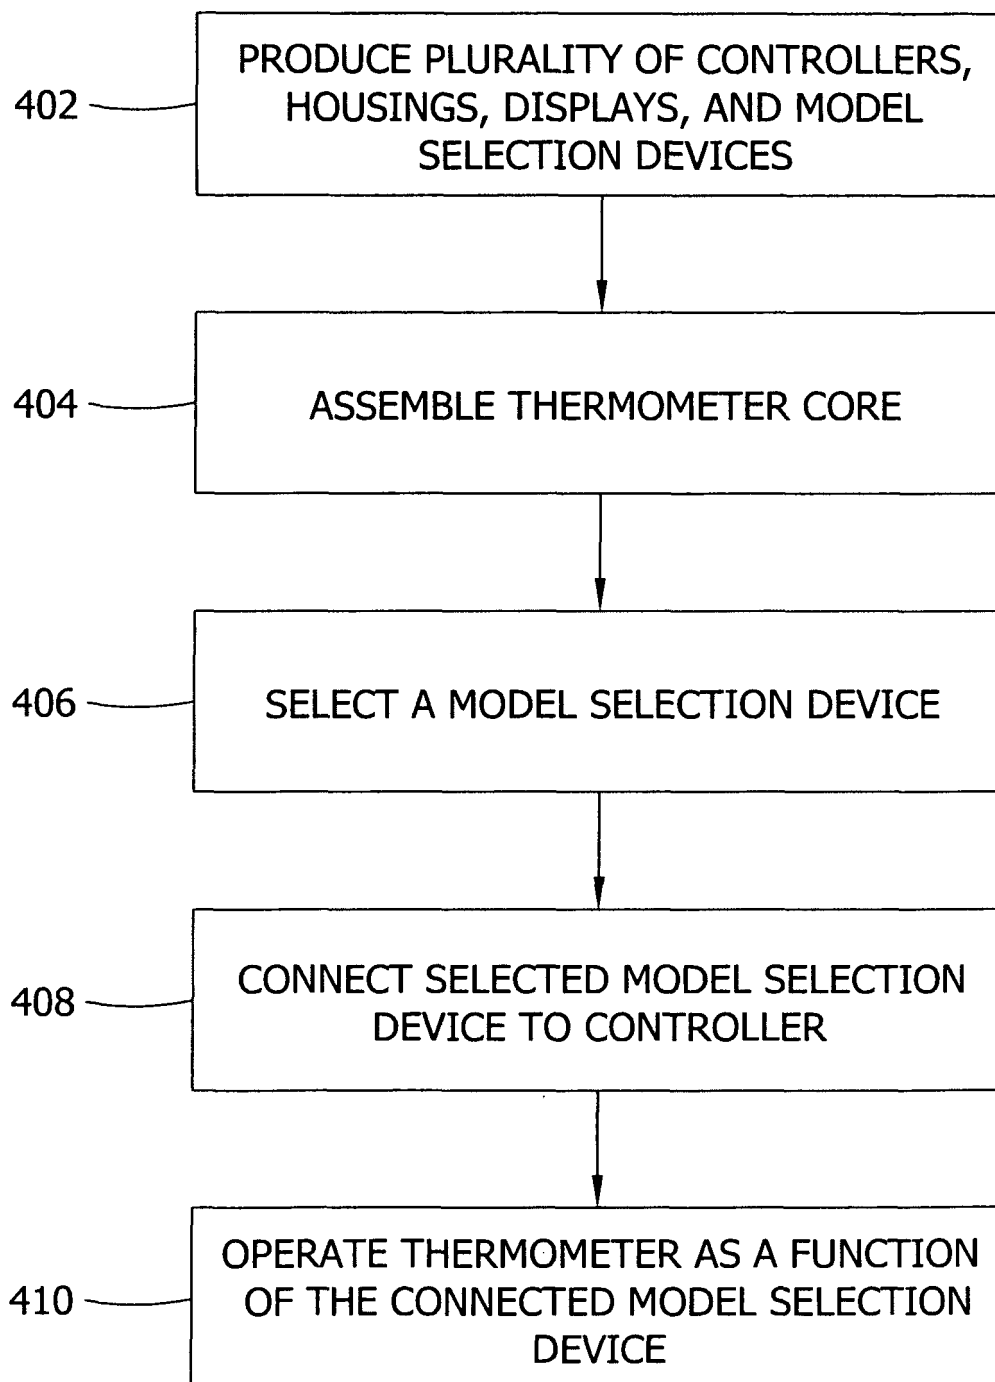 402
PRODUCE PLURALITY OF CONTROLLERS,
HOUSINGS, DISPLAYS, AND MODEL
SELECTION DEVICES
404
ASSEMBLE THERMOMETER CORE
406
SELECT A MODEL SELECTION DEVICE
408
CONNECT SELECTED MODEL SELECTION
DEVICE TO CONTROLLER
410
OPERATE THERMOMETER AS A FUNCTION
OF THE CONNECTED MODEL SELECTION
DEVICE